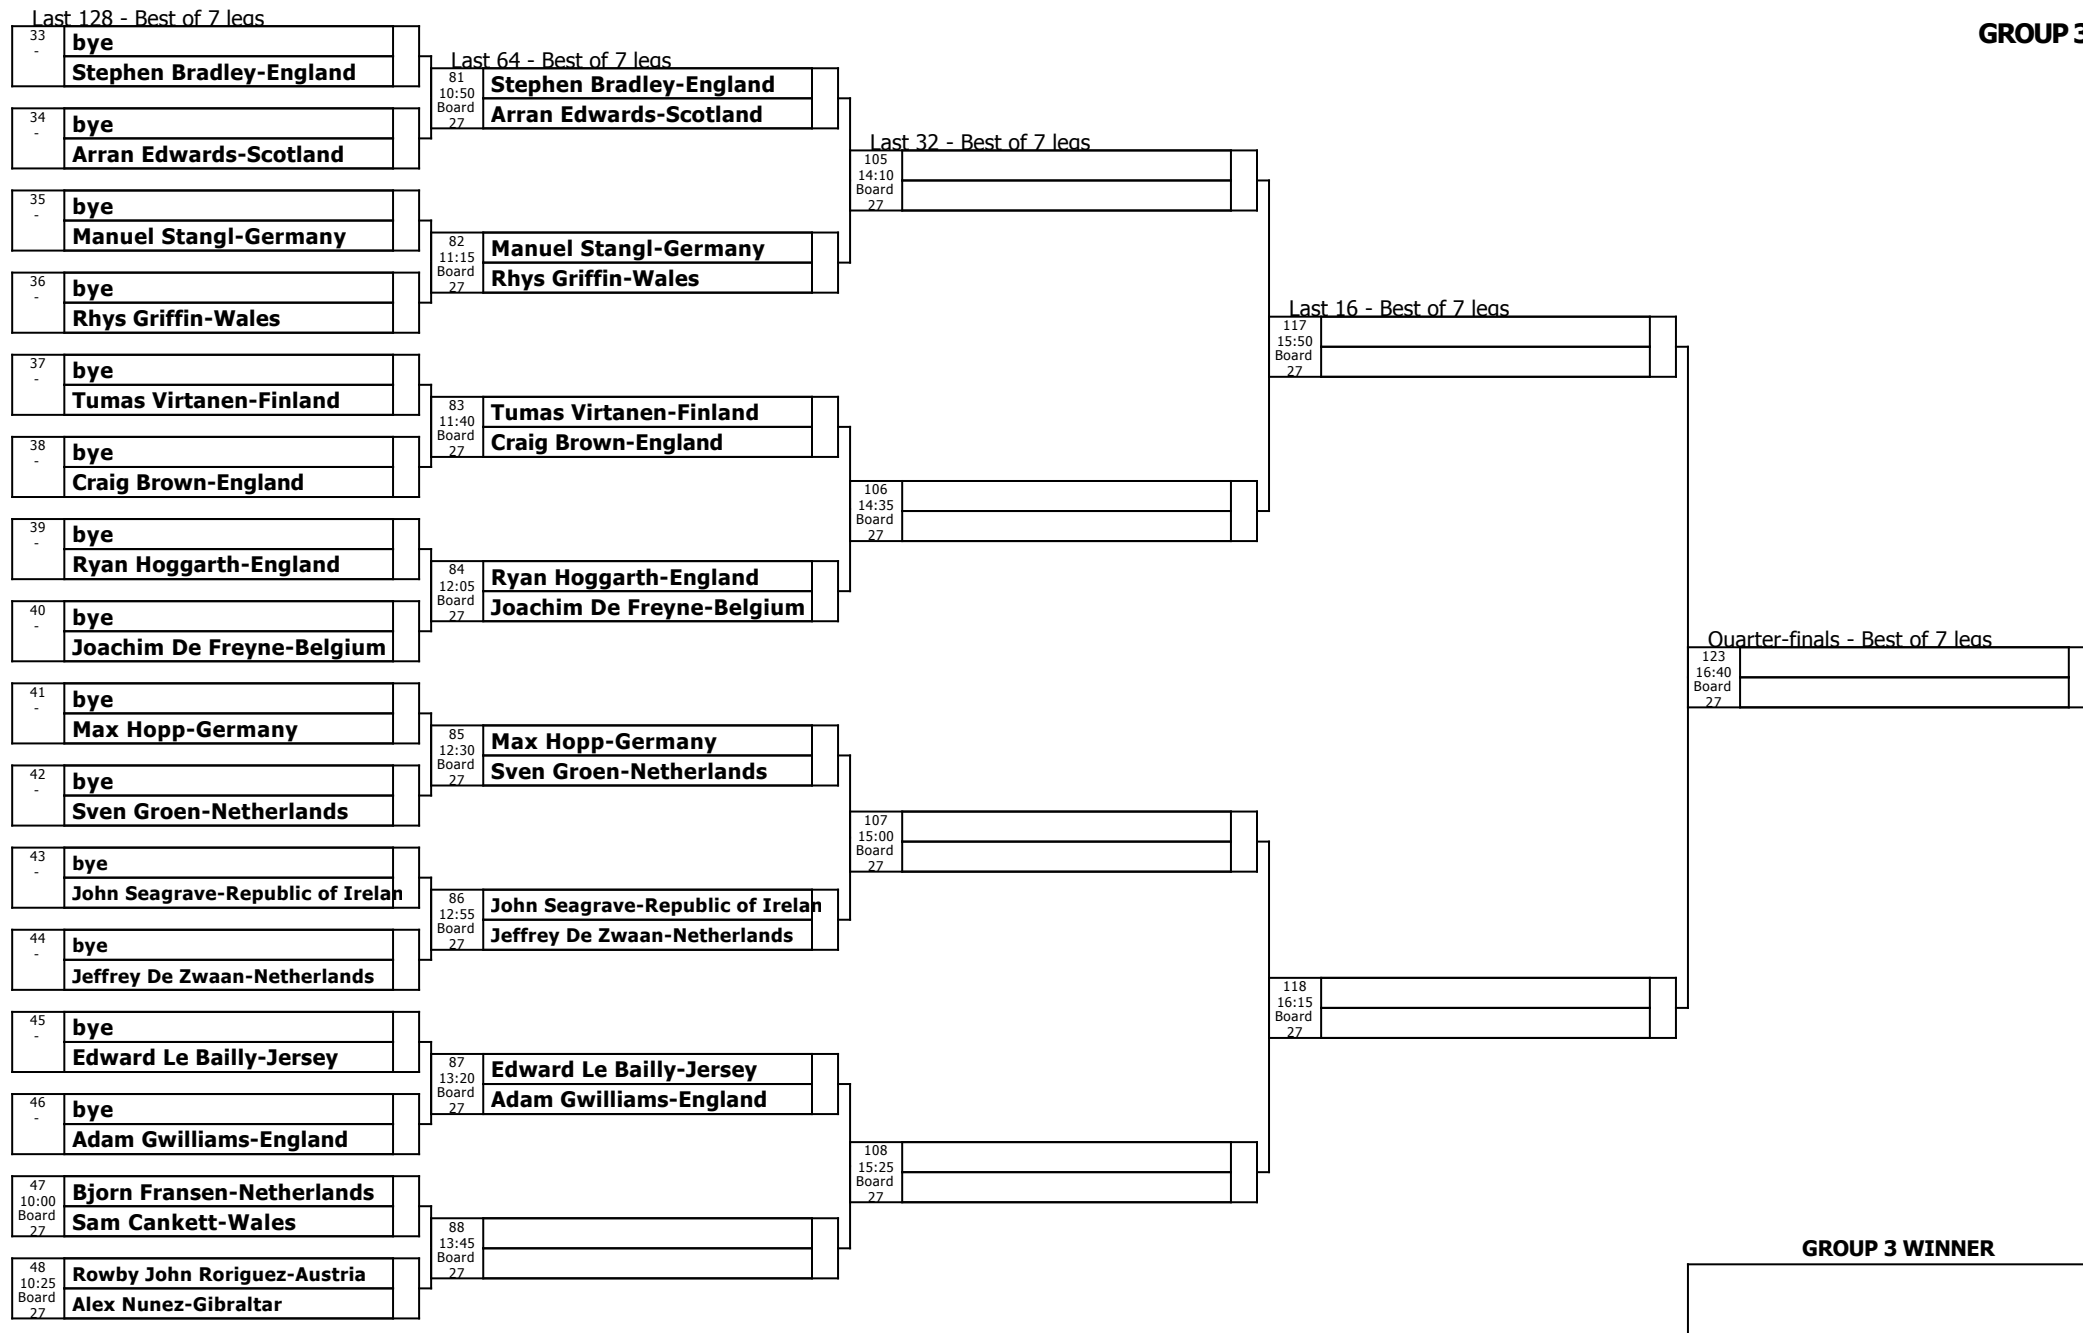 Last 128 - Best of 7 legs
GROUP 3
33
-
bye
Stephen Bradley-England
34
-
bye
Arran Edwards-Scotland
35
-
bye
Manuel Stangl-Germany
36
-
bye
Rhys Griffin-Wales
37
-
bye
Tumas Virtanen-Finland
38
-
bye
Craig Brown-England
39
-
bye
Ryan Hoggarth-England
40
-
bye
Joachim De Freyne-Belgium
41
-
bye
Max Hopp-Germany
42
-
bye
Sven Groen-Netherlands
43
-
bye
John Seagrave-Republic of Irelan
44
-
bye
Jeffrey De Zwaan-Netherlands
45
-
bye
Edward Le Bailly-Jersey
46
-
bye
Adam Gwilliams-England
47
10:00
Board
27
Bjorn Fransen-Netherlands
Sam Cankett-Wales
48
10:25
Board
27
Rowby John Roriguez-Austria
Alex Nunez-Gibraltar
Last 64 - Best of 7 legs
81
10:50
Board
27
Stephen Bradley-England
Arran Edwards-Scotland
82
11:15
Board
27
Manuel Stangl-Germany
Rhys Griffin-Wales
83
11:40
Board
27
Tumas Virtanen-Finland
Craig Brown-England
84
12:05
Board
27
Ryan Hoggarth-England
Joachim De Freyne-Belgium
85
12:30
Board
27
Max Hopp-Germany
Sven Groen-Netherlands
86
12:55
Board
27
John Seagrave-Republic of Irelan
Jeffrey De Zwaan-Netherlands
87
13:20
Board
27
Edward Le Bailly-Jersey
Adam Gwilliams-England
88
13:45
Board
27
Last 32 - Best of 7 legs
105
14:10
Board
27
106
14:35
Board
27
107
15:00
Board
27
108
15:25
Board
27
Last 16 - Best of 7 legs
117
15:50
Board
27
118
16:15
Board
27
Quarter-finals - Best of 7 legs
123
16:40
Board
27
GROUP 3 WINNER